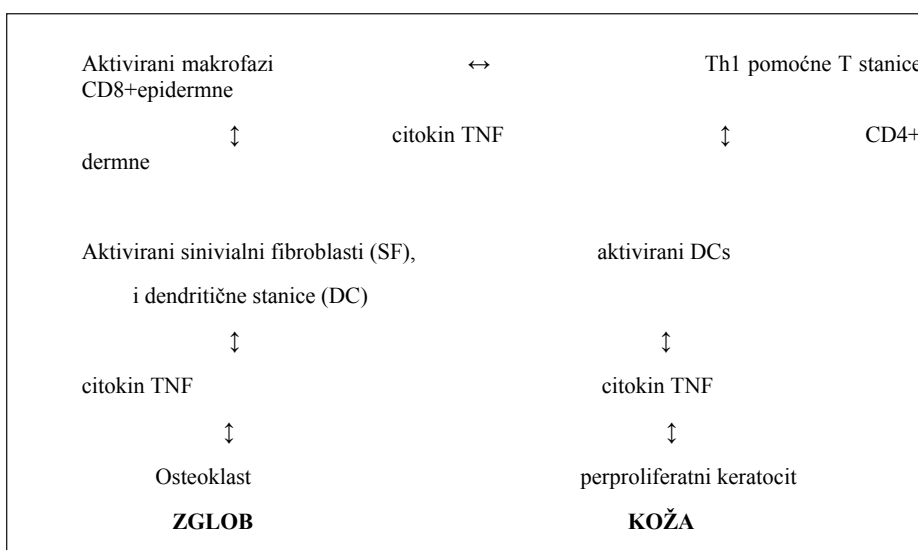 Aktivirani makrofazi ↔ Th1 pomoćne T stanice
CD8+epidermne
↕ citokin TNF ↕ CD4+
dermne
Aktivirani sinivialni fibroblasti (SF), aktivirani DCs
i dendritične stanice (DC)
↕ ↕
citokin TNF citokin TNF
↕ ↕
Osteoklast perproliferatni keratocit
ZGLOB KOŽA